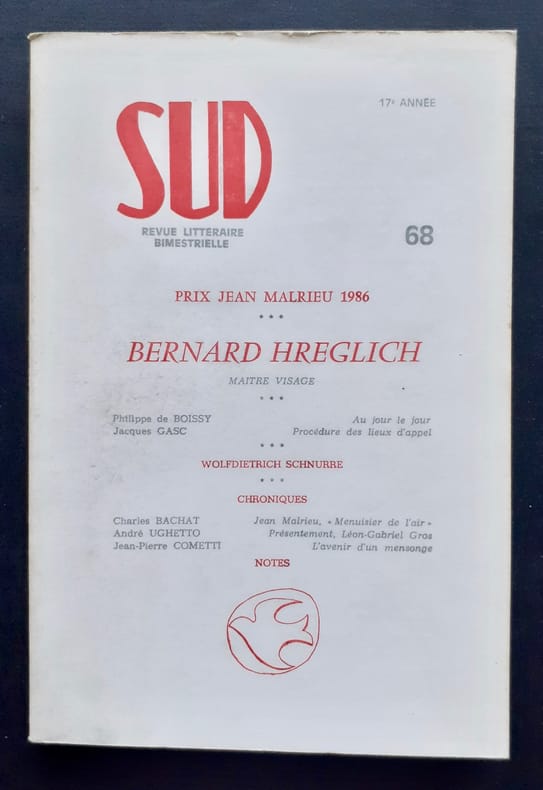 SUD
17e ANNÉE
REVUE LITTÉRAIRE
BIMESTRIELLE
68
PRIX JEAN MALRIEU 1986
* * *
BERNARD HREGLICH
MAITRE VISAGE
* * *
Philippe de BOISSY Au jour le jour
Jacques GASC Procédure des lieux d'appel
* * *
WOLFDIETRICH SCHNURRE
* * *
CHRONIQUES
Charles BACHAT Jean Malrieu, « Menuisier de l'air »
André UGHETTO Présentement, Léon-Gabriel Gros
Jean-Pierre COMETTI L'avenir d'un mensonge
NOTES